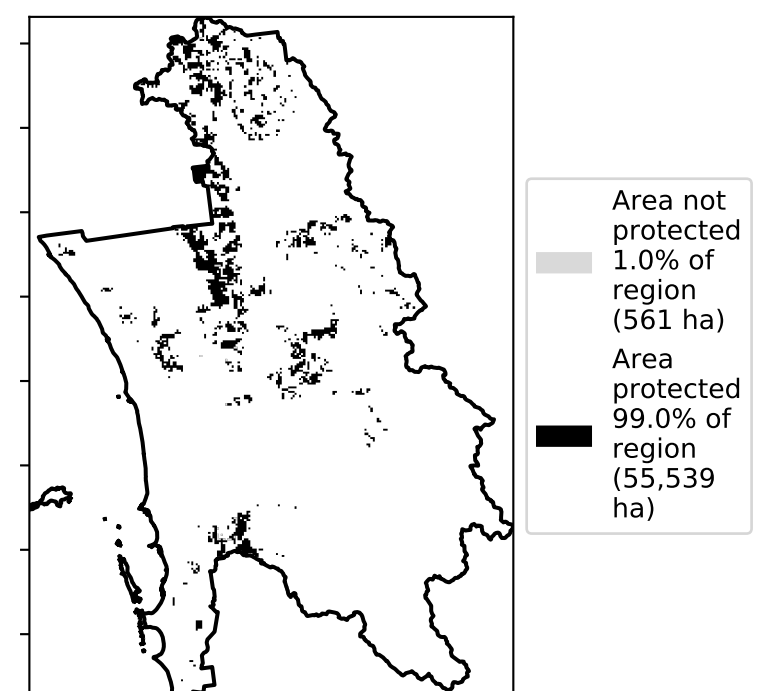 Area not
protected
1.0% of
region
(561 ha)
Area
protected
99.0% of
region
(55,539
ha)